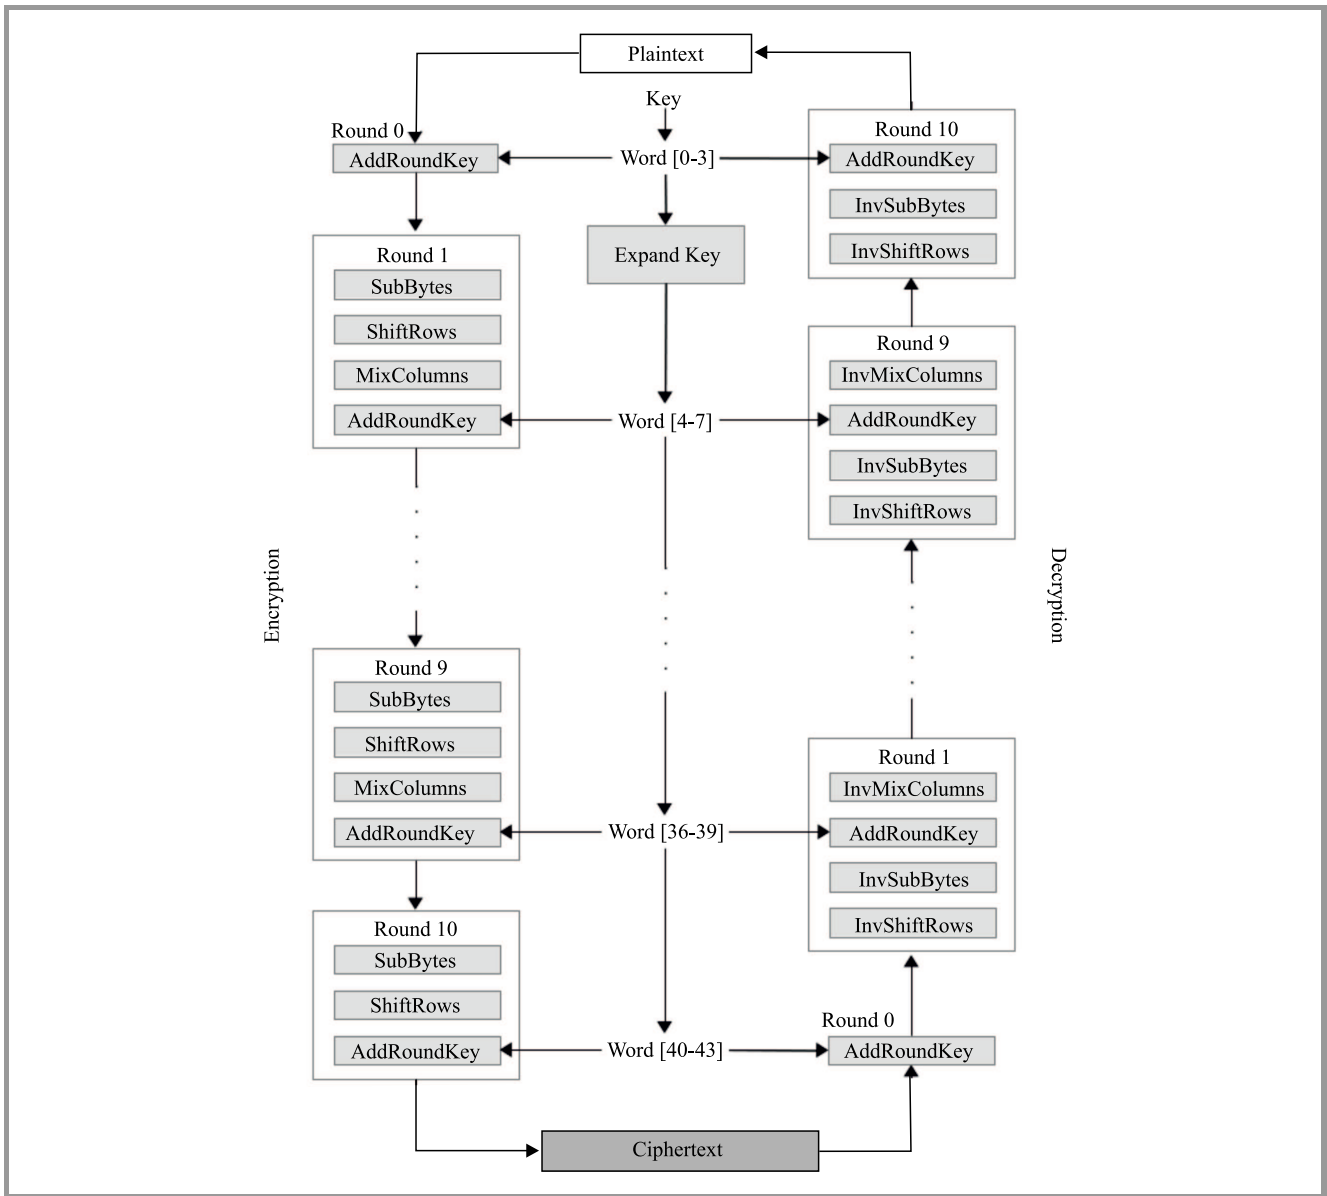 Plaintext
Key
Round 0
AddRoundKey
Word [0-3]
Round 10
AddRoundKey
InvSubBytes
InvShiftRows
Round 1
SubBytes
ShiftRows
MixColumns
AddRoundKey
Expand Key
Word [4-7]
Round 9
InvMixColumns
AddRoundKey
InvSubBytes
InvShiftRows
Encryption
Decryption
Round 9
SubBytes
ShiftRows
MixColumns
AddRoundKey
Word [36-39]
Round 1
InvMixColumns
AddRoundKey
InvSubBytes
InvShiftRows
Round 10
SubBytes
ShiftRows
AddRoundKey
Word [40-43]
Round 0
AddRoundKey
Ciphertext